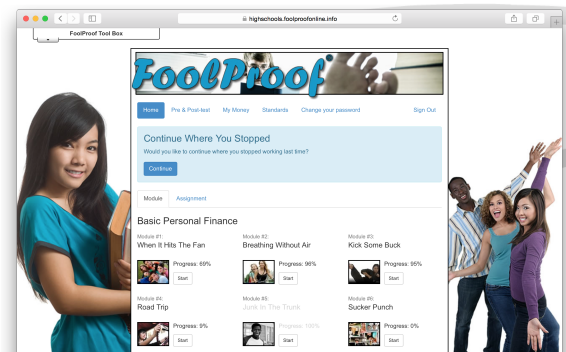 highschools.foolproofonline.info
FoolProof Tool Box
FoolProof
Home Pre & Post-test My Money Standards Change your password Sign Out
Continue Where You Stopped
Would you like to continue where you stopped working last time?
Continue
Module Assignment
Basic Personal Finance
Module #1: Module #2: Module #3:
When It Hits The Fan Breathing Without Air Kick Some Buck
Progress: 69% Progress: 96% Progress: 95%
Start Start Start
Module #4: Module #5: Module #6:
Road Trip Junk In The Trunk Sucker Punch
Progress: 9% Progress: 100% Progress: 0%
Start Start Start